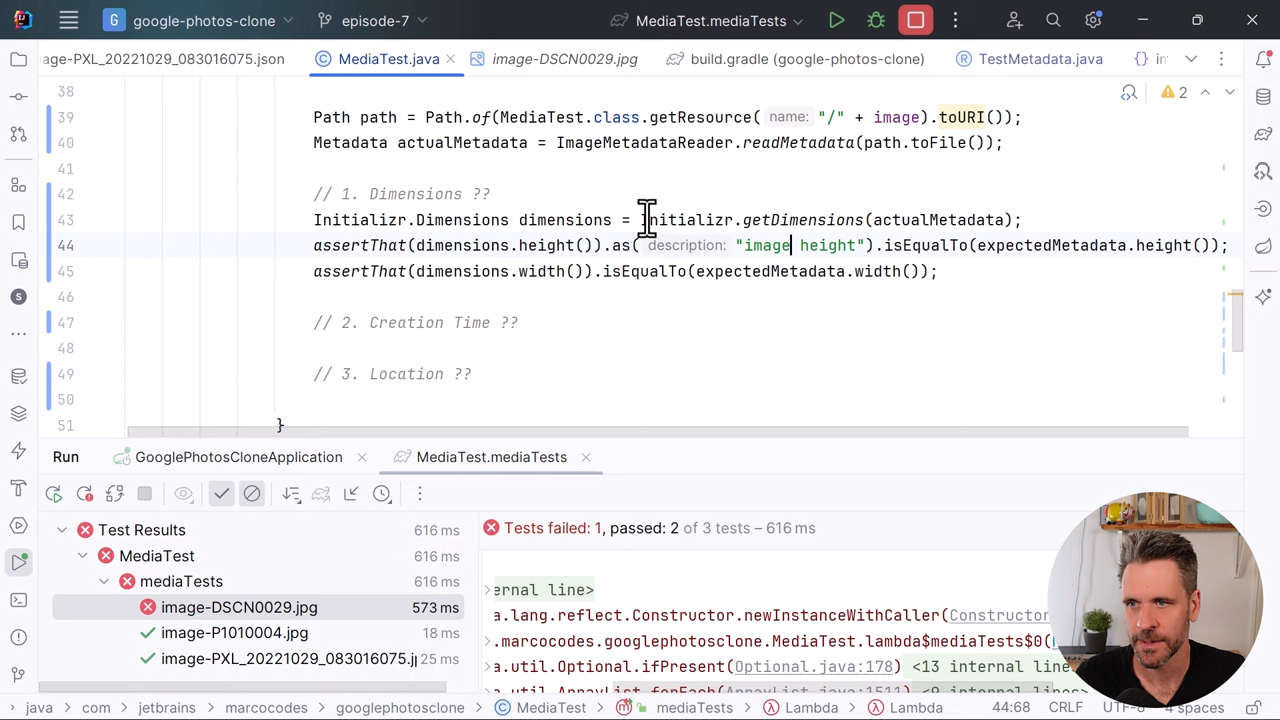 G google-photos-clone episode-7 MediaTest.mediaTests
mage-PXL_20221029_083016075.json MediaTest.java image-DSCN0029.jpg build.gradle (google-photos-clone) TestMetadata.java
38
39 Path path = Path.of(MediaTest.class.getResource( name: "/" + image).toURI());
40 Metadata actualMetadata = ImageMetadataReader.readMetadata(path.toFile());
41
42 // 1. Dimensions ??
43 Initializr.Dimensions dimensions = Initializr.getDimensions(actualMetadata);
44 assertThat(dimensions.height()).as( description: "image height").isEqualTo(expectedMetadata.height());
45 assertThat(dimensions.width()).isEqualTo(expectedMetadata.width());
46
47 // 2. Creation Time ??
48
49 // 3. Location ??
50
51 }
2
Run GooglePhotosCloneApplication MediaTest.mediaTests
Test Results 616 ms
MediaTest 616 ms
mediaTests 616 ms
image-DSCN0029.jpg 573 ms
image-P1010004.jpg 18 ms
image-PXL_20221029_083016075.j 25 ms
Tests failed: 1, passed: 2 of 3 tests – 616 ms
ernal line>
a.lang.reflect.Constructor.newInstanceWithCaller(Constructor
.marcocodes.googlephotosclone.MediaTest.lambda$mediaTests$0(
a.util.Optional.ifPresent(Optional.java:178) <13 internal line
java com jetbrains marcocodes googlephotosclone MediaTest mediaTests Lambda Lambda 44:68 CRLF UTF-8 4 spaces